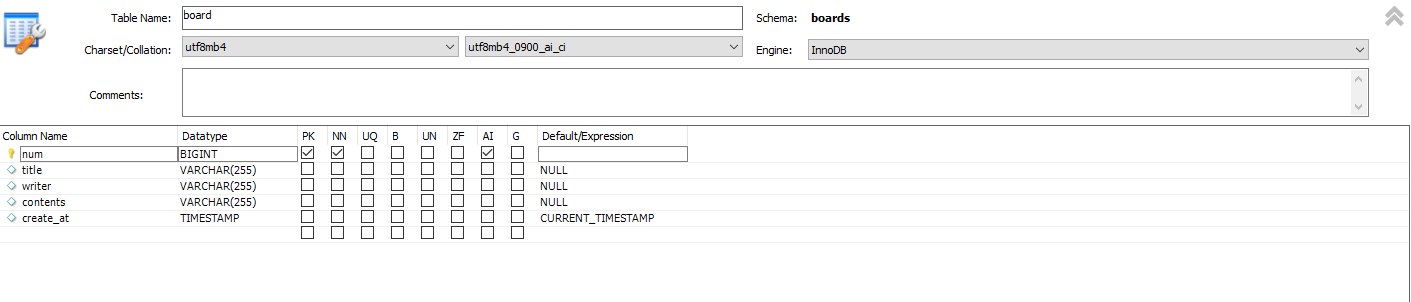 Table Name: board Schema: boards
Charset/Collation: utf8mb4 utf8mb4_0900_ai_ci Engine: InnoDB
Comments:
Column Name Datatype PK NN UQ B UN ZF AI G Default/Expression
num BIGINT
title VARCHAR(255) NULL
writer VARCHAR(255) NULL
contents VARCHAR(255) NULL
create_at TIMESTAMP CURRENT_TIMESTAMP